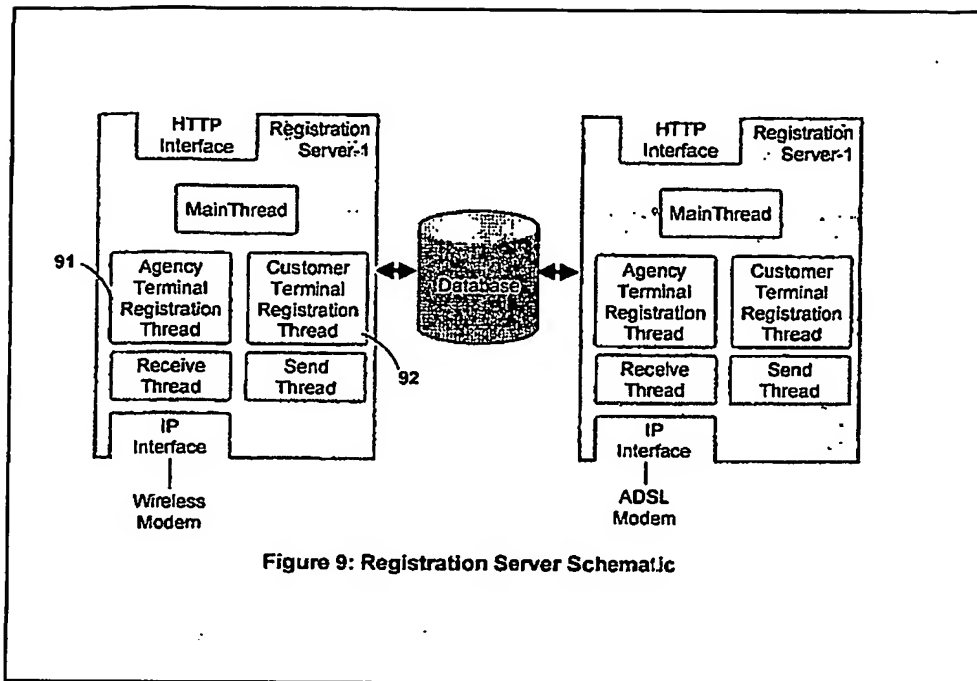 HTTP
Interface
Registration
Server-1
MainThread
91
Agency
Terminal
Registration
Thread
Customer
Terminal
Registration
Thread
Receive
Thread
Send
Thread
92
IP
Interface
Wireless
Modem
Database
HTTP
Interface
Registration
Server-1
MainThread
Agency
Terminal
Registration
Thread
Customer
Terminal
Registration
Thread
Receive
Thread
Send
Thread
IP
Interface
ADSL
Modem
Figure 9: Registration Server Schematic